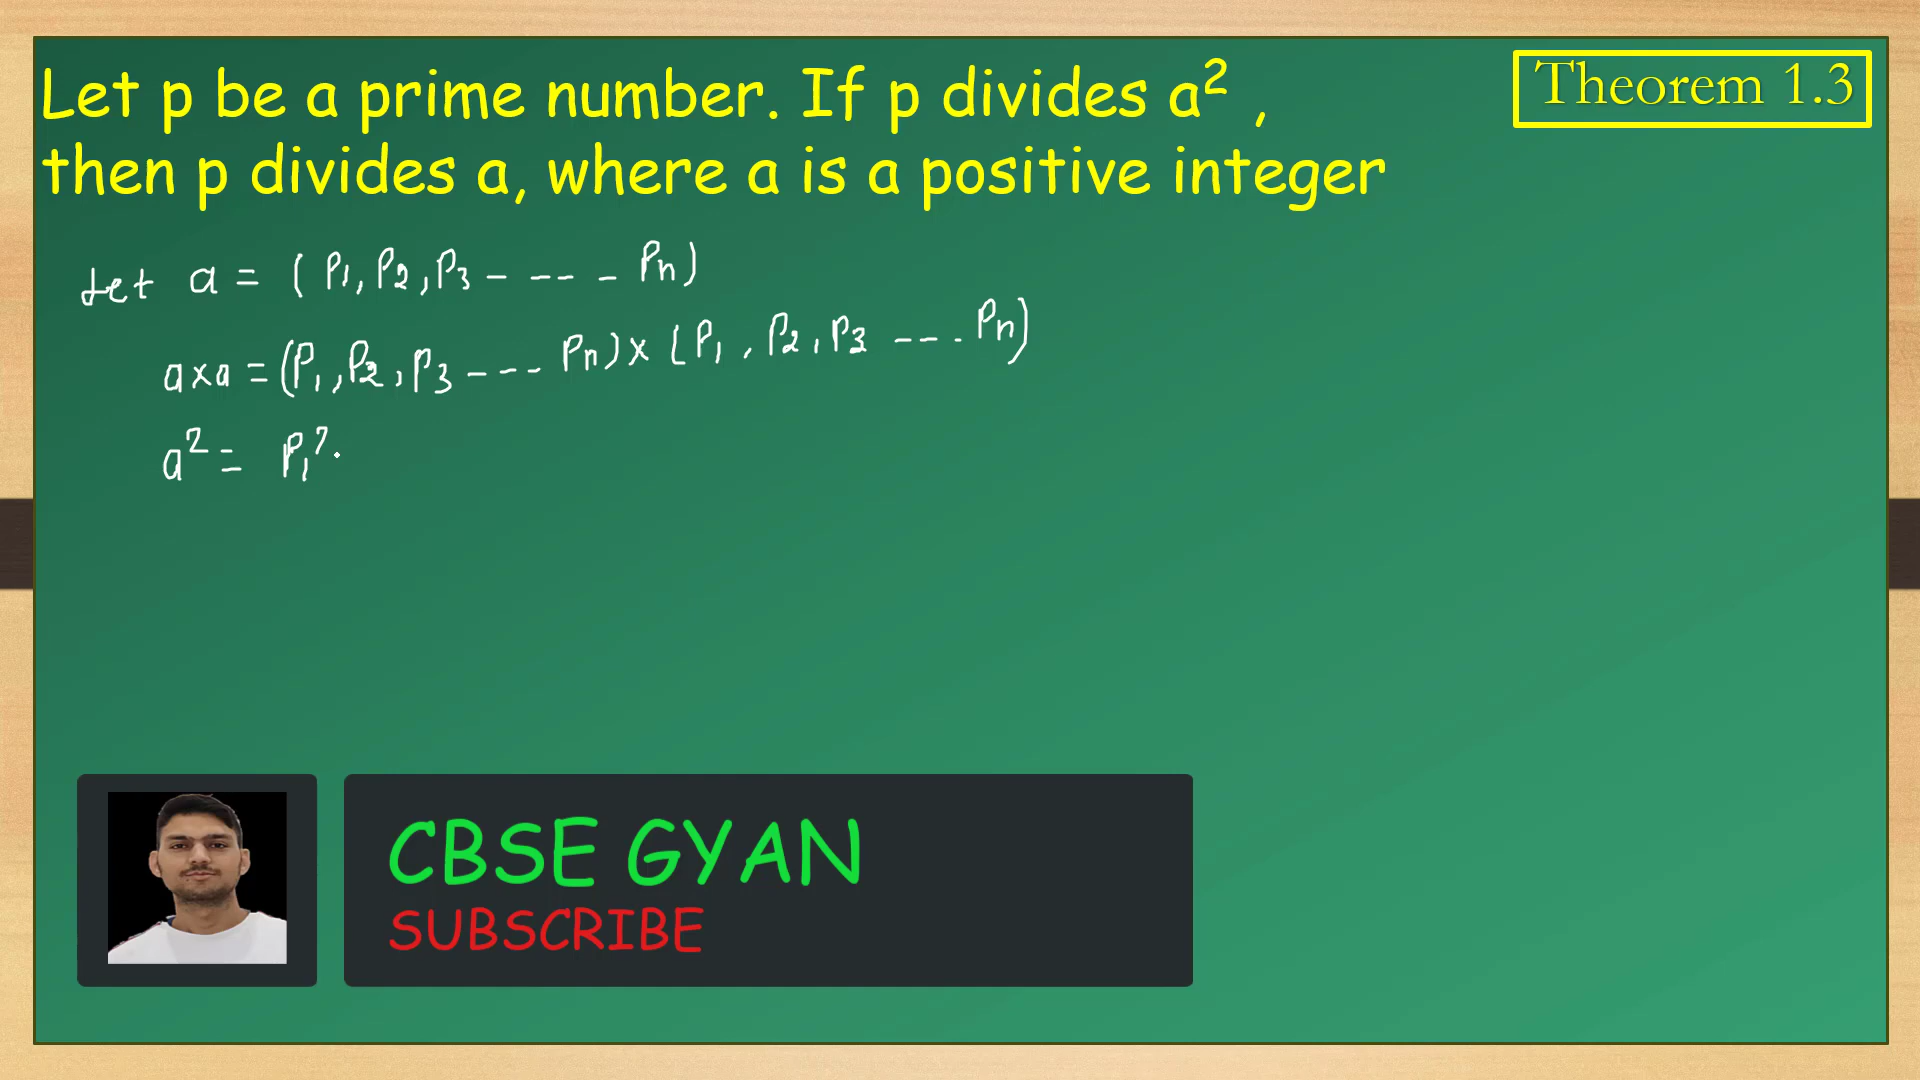 Let p be a prime number. If p divides a² ,
then p divides a, where a is a positive integer
Theorem 1.3
Let a = ( P₁, P₂, P₃ - -- - Pₙ)
a×a = (P₁, P₂, P₃ - - - Pₙ) × (P₁, P₂, P₃ - - - Pₙ)
a² = P₁²
CBSE GYAN
SUBSCRIBE